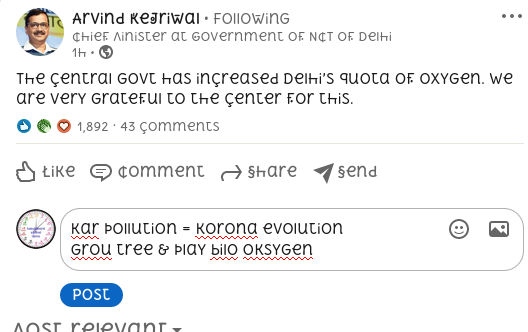 Arvind Kejriwal • Following
Chief Minister at Government of NCT of Delhi
1h •
The Central Govt has increased Delhi's quota of oxygen. We
are very grateful to the Center for this.
1,892 · 43 comments
Like Comment Share Send
Kar pollution = Korona evolution
Grou tree & play bilo Oksygen
Post
Most relevant